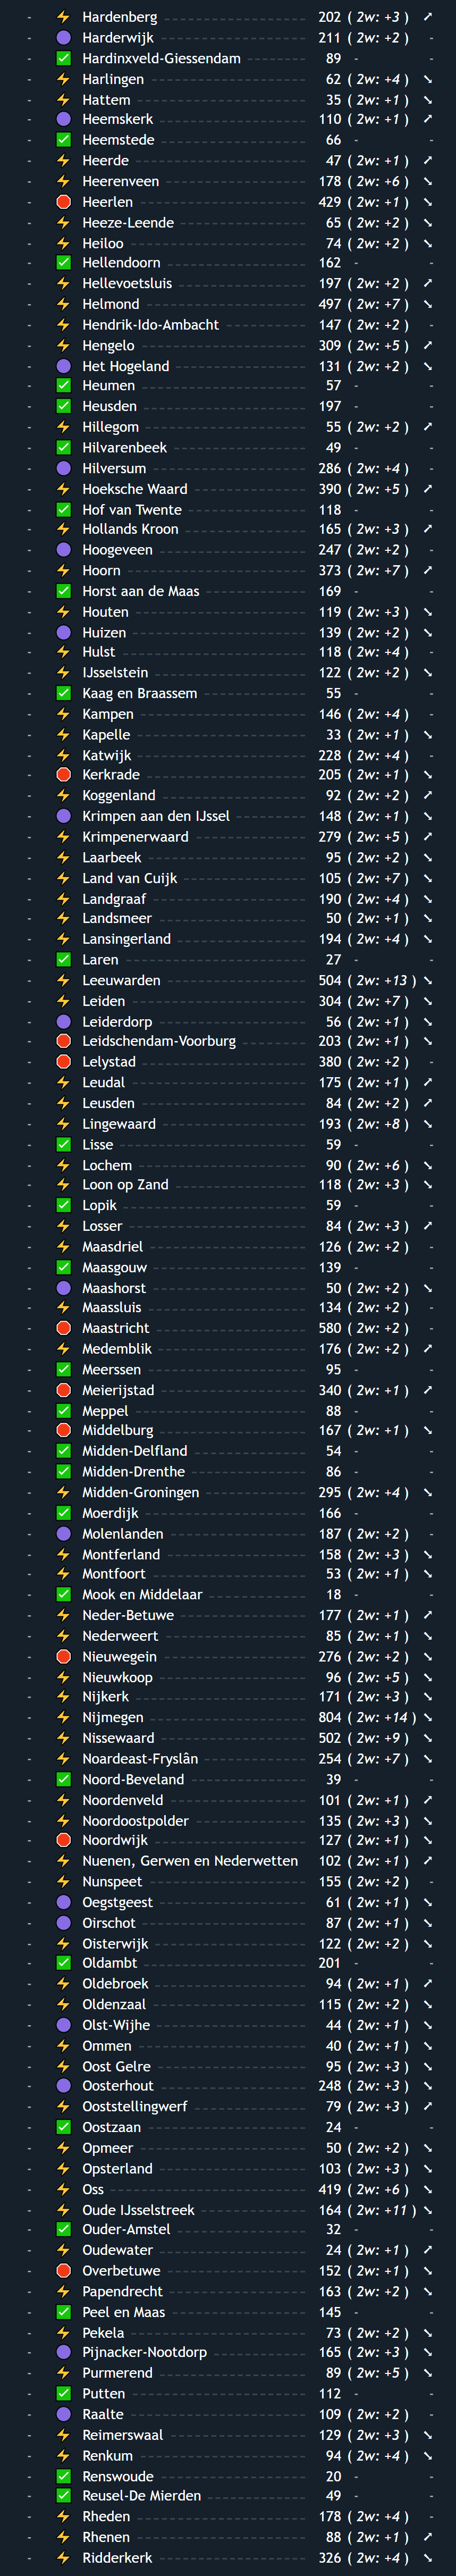 - ⚡ Hardenberg 202 ( 2w: +3 ) ↗
- 🟣 Harderwijk 211 ( 2w: +2 ) -
- ✅ Hardinxveld-Giessendam 89 - -
- ⚡ Harlingen 62 ( 2w: +4 ) ↘
- ⚡ Hattem 35 ( 2w: +1 ) ↘
- 🟣 Heemskerk 110 ( 2w: +1 ) ↗
- ✅ Heemstede 66 - -
- ⚡ Heerde 47 ( 2w: +1 ) ↗
- ⚡ Heerenveen 178 ( 2w: +6 ) ↘
- 🛑 Heerlen 429 ( 2w: +1 ) ↘
- ⚡ Heeze-Leende 65 ( 2w: +2 ) ↘
- ⚡ Heiloo 74 ( 2w: +2 ) ↘
- ✅ Hellendoorn 162 - -
- ⚡ Hellevoetsluis 197 ( 2w: +2 ) ↗
- ⚡ Helmond 497 ( 2w: +7 ) ↘
- ⚡ Hendrik-Ido-Ambacht 147 ( 2w: +2 ) -
- ⚡ Hengelo 309 ( 2w: +5 ) ↗
- 🟣 Het Hogeland 131 ( 2w: +2 ) ↘
- ✅ Heumen 57 - -
- ✅ Heusden 197 - -
- ⚡ Hillegom 55 ( 2w: +2 ) ↗
- ✅ Hilvarenbeek 49 - -
- 🟣 Hilversum 286 ( 2w: +4 ) -
- ⚡ Hoeksche Waard 390 ( 2w: +5 ) ↗
- ✅ Hof van Twente 118 - -
- ⚡ Hollands Kroon 165 ( 2w: +3 ) ↗
- 🟣 Hoogeveen 247 ( 2w: +2 ) -
- ⚡ Hoorn 373 ( 2w: +7 ) ↗
- ✅ Horst aan de Maas 169 - -
- ⚡ Houten 119 ( 2w: +3 ) ↘
- 🟣 Huizen 139 ( 2w: +2 ) ↘
- ⚡ Hulst 118 ( 2w: +4 ) -
- ⚡ IJsselstein 122 ( 2w: +2 ) ↘
- ✅ Kaag en Braassem 55 - -
- ⚡ Kampen 146 ( 2w: +4 ) -
- ⚡ Kapelle 33 ( 2w: +1 ) ↘
- ⚡ Katwijk 228 ( 2w: +4 ) -
- 🛑 Kerkrade 205 ( 2w: +1 ) ↘
- ⚡ Koggenland 92 ( 2w: +2 ) ↗
- 🟣 Krimpen aan den IJssel 148 ( 2w: +1 ) ↘
- ⚡ Krimpenerwaard 279 ( 2w: +5 ) ↗
- ⚡ Laarbeek 95 ( 2w: +2 ) ↘
- ⚡ Land van Cuijk 105 ( 2w: +7 ) ↘
- ⚡ Landgraaf 190 ( 2w: +4 ) ↘
- ⚡ Landsmeer 50 ( 2w: +1 ) ↘
- ⚡ Lansingerland 194 ( 2w: +4 ) ↘
- ✅ Laren 27 - -
- ⚡ Leeuwarden 504 ( 2w: +13 ) ↘
- ⚡ Leiden 304 ( 2w: +7 ) ↘
- 🟣 Leiderdorp 56 ( 2w: +1 ) ↘
- 🛑 Leidschendam-Voorburg 203 ( 2w: +1 ) ↘
- 🛑 Lelystad 380 ( 2w: +2 ) -
- ⚡ Leudal 175 ( 2w: +1 ) ↗
- ⚡ Leusden 84 ( 2w: +2 ) ↗
- ⚡ Lingewaard 193 ( 2w: +8 ) ↘
- ✅ Lisse 59 - -
- ⚡ Lochem 90 ( 2w: +6 ) ↘
- ⚡ Loon op Zand 118 ( 2w: +3 ) ↘
- ✅ Lopik 59 - -
- ⚡ Losser 84 ( 2w: +3 ) ↗
- ⚡ Maasdriel 126 ( 2w: +2 ) -
- ✅ Maasgouw 139 - -
- 🟣 Maashorst 50 ( 2w: +2 ) ↘
- ⚡ Maassluis 134 ( 2w: +2 ) -
- 🛑 Maastricht 580 ( 2w: +2 ) -
- ⚡ Medemblik 176 ( 2w: +2 ) ↗
- ✅ Meerssen 95 - -
- 🛑 Meierijstad 340 ( 2w: +1 ) ↗
- ✅ Meppel 88 - -
- 🛑 Middelburg 167 ( 2w: +1 ) ↘
- ✅ Midden-Delfland 54 - -
- ✅ Midden-Drenthe 86 - -
- ⚡ Midden-Groningen 295 ( 2w: +4 ) ↘
- ✅ Moerdijk 166 - -
- 🟣 Molenlanden 187 ( 2w: +2 ) -
- ⚡ Montferland 158 ( 2w: +3 ) ↘
- ⚡ Montfoort 53 ( 2w: +1 ) ↘
- ✅ Mook en Middelaar 18 - -
- ⚡ Neder-Betuwe 177 ( 2w: +1 ) ↗
- ⚡ Nederweert 85 ( 2w: +1 ) ↘
- 🛑 Nieuwegein 276 ( 2w: +2 ) ↘
- ⚡ Nieuwkoop 96 ( 2w: +5 ) ↘
- ⚡ Nijkerk 171 ( 2w: +3 ) ↘
- ⚡ Nijmegen 804 ( 2w: +14 ) ↘
- ⚡ Nissewaard 502 ( 2w: +9 ) ↘
- ⚡ Noardeast-Fryslân 254 ( 2w: +7 ) ↘
- ✅ Noord-Beveland 39 - -
- ⚡ Noordenveld 101 ( 2w: +1 ) ↗
- ⚡ Noordoostpolder 135 ( 2w: +3 ) ↘
- 🛑 Noordwijk 127 ( 2w: +1 ) ↘
- ⚡ Nuenen, Gerwen en Nederwetten 102 ( 2w: +1 ) ↗
- ⚡ Nunspeet 155 ( 2w: +2 ) -
- 🟣 Oegstgeest 61 ( 2w: +1 ) ↘
- 🟣 Oirschot 87 ( 2w: +1 ) ↘
- ⚡ Oisterwijk 122 ( 2w: +2 ) ↘
- ✅ Oldambt 201 - -
- ⚡ Oldebroek 94 ( 2w: +1 ) ↗
- ⚡ Oldenzaal 115 ( 2w: +2 ) ↘
- 🟣 Olst-Wijhe 44 ( 2w: +1 ) ↘
- ⚡ Ommen 40 ( 2w: +1 ) ↘
- ⚡ Oost Gelre 95 ( 2w: +3 ) ↘
- 🟣 Oosterhout 248 ( 2w: +3 ) ↘
- ⚡ Ooststellingwerf 79 ( 2w: +3 ) ↗
- ✅ Oostzaan 24 - -
- ⚡ Opmeer 50 ( 2w: +2 ) ↘
- ⚡ Opsterland 103 ( 2w: +3 ) ↘
- ⚡ Oss 419 ( 2w: +6 ) ↘
- ⚡ Oude IJsselstreek 164 ( 2w: +11 ) ↘
- ✅ Ouder-Amstel 32 - -
- ⚡ Oudewater 24 ( 2w: +1 ) ↗
- 🛑 Overbetuwe 152 ( 2w: +1 ) ↘
- ⚡ Papendrecht 163 ( 2w: +2 ) ↘
- ✅ Peel en Maas 145 - -
- ⚡ Pekela 73 ( 2w: +2 ) ↘
- 🟣 Pijnacker-Nootdorp 165 ( 2w: +3 ) ↘
- ⚡ Purmerend 89 ( 2w: +5 ) ↘
- ✅ Putten 112 - -
- 🟣 Raalte 109 ( 2w: +2 ) -
- ⚡ Reimerswaal 129 ( 2w: +3 ) ↘
- ⚡ Renkum 94 ( 2w: +4 ) ↘
- ✅ Renswoude 20 - -
- ✅ Reusel-De Mierden 49 - -
- ⚡ Rheden 178 ( 2w: +4 ) -
- ⚡ Rhenen 88 ( 2w: +1 ) ↗
- ⚡ Ridderkerk 326 ( 2w: +4 ) ↘